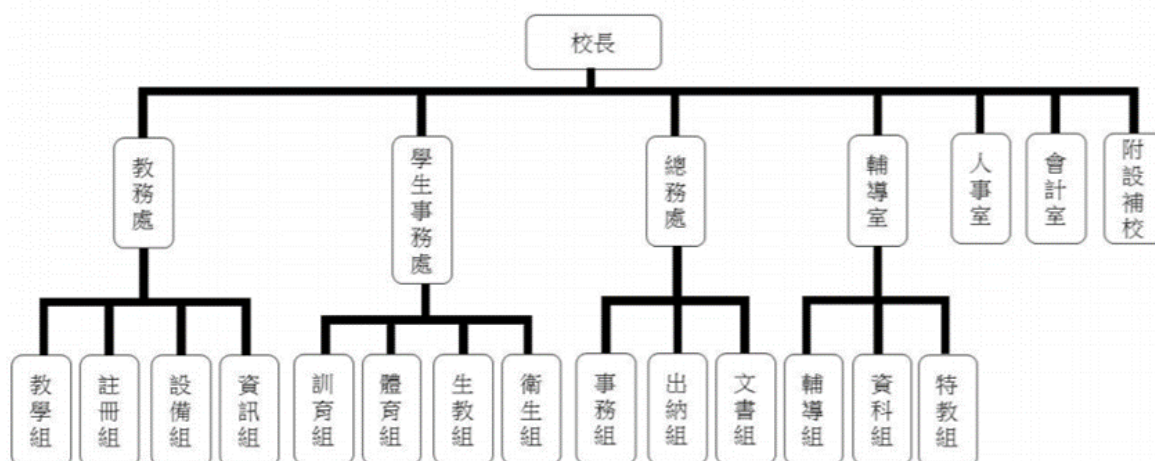 校長
教務處
學生事務處
總務處
輔導室
人事室
會計室
附設補校
教學組
註冊組
設備組
資訊組
訓育組
體育組
生教組
衛生組
事務組
出納組
文書組
輔導組
資料組
特教組